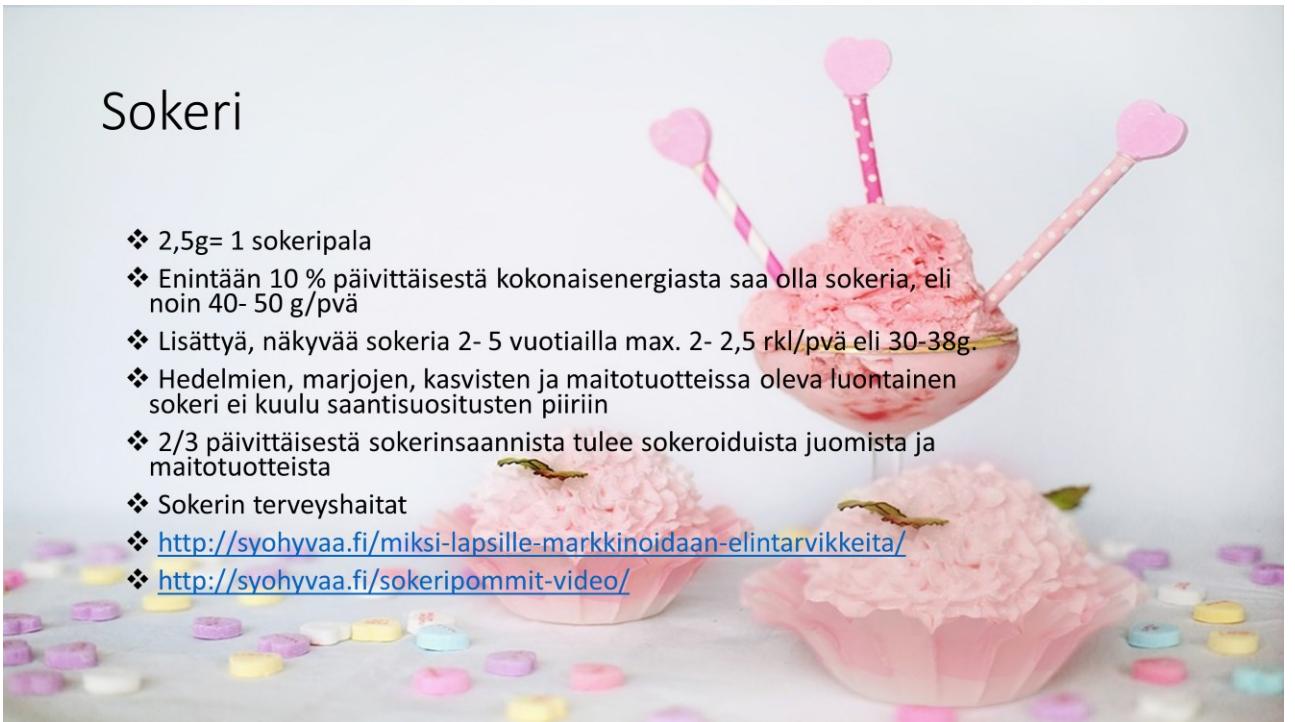 Sokeri
❖ 2,5g= 1 sokeripala
❖ Enintään 10 % päivittäisestä kokonaisenergiasta saa olla sokeria, eli
noin 40- 50 g/pvä
❖ Lisättyä, näkyvää sokeria 2- 5 vuotiailla max. 2- 2,5 rkl/pvä eli 30-38g.
❖ Hedelmien, marjojen, kasvisten ja maitotuotteissa oleva luontainen
sokeri ei kuulu saantisuositusten piiriin
❖ 2/3 päivittäisestä sokerinsaannista tulee sokeroiduista juomista ja
maitotuotteista
❖ Sokerin terveyshaitat
❖ http://syohyvaa.fi/miksi-lapsille-markkinoidaan-elintarvikkeita/
❖ http://syohyvaa.fi/sokeripommit-video/